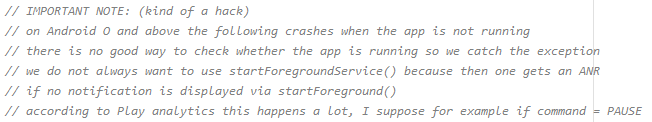 // IMPORTANT NOTE: (kind of a hack)
// on Android O and above the following crashes when the app is not running
// there is no good way to check whether the app is running so we catch the exception
// we do not always want to use startForegroundService() because then one gets an ANR
// if no notification is displayed via startForeground()
// according to Play analytics this happens a lot, I suppose for example if command = PAUSE